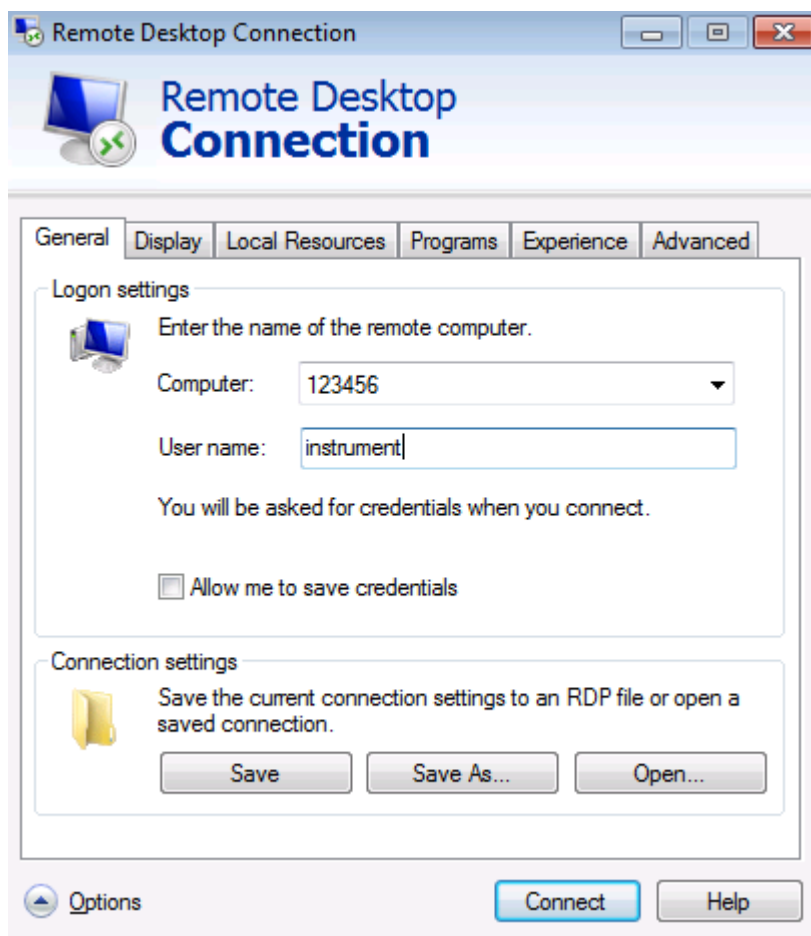 Remote Desktop Connection
Remote Desktop
Connection
General Display Local Resources Programs Experience Advanced
Logon settings
Enter the name of the remote computer.
Computer: 123456
User name: instrument
You will be asked for credentials when you connect.
Allow me to save credentials
Connection settings
Save the current connection settings to an RDP file or open a
saved connection.
Save Save As... Open...
Options Connect Help